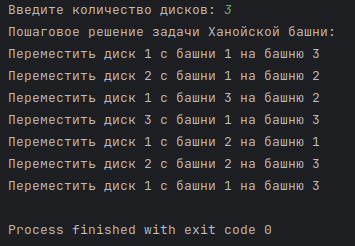 Введите количество дисков: 3
Пошаговое решение задачи Ханойской башни:
Переместить диск 1 с башни 1 на башню 3
Переместить диск 2 с башни 1 на башню 2
Переместить диск 1 с башни 3 на башню 2
Переместить диск 3 с башни 1 на башню 3
Переместить диск 1 с башни 2 на башню 1
Переместить диск 2 с башни 2 на башню 3
Переместить диск 1 с башни 1 на башню 3
Process finished with exit code 0